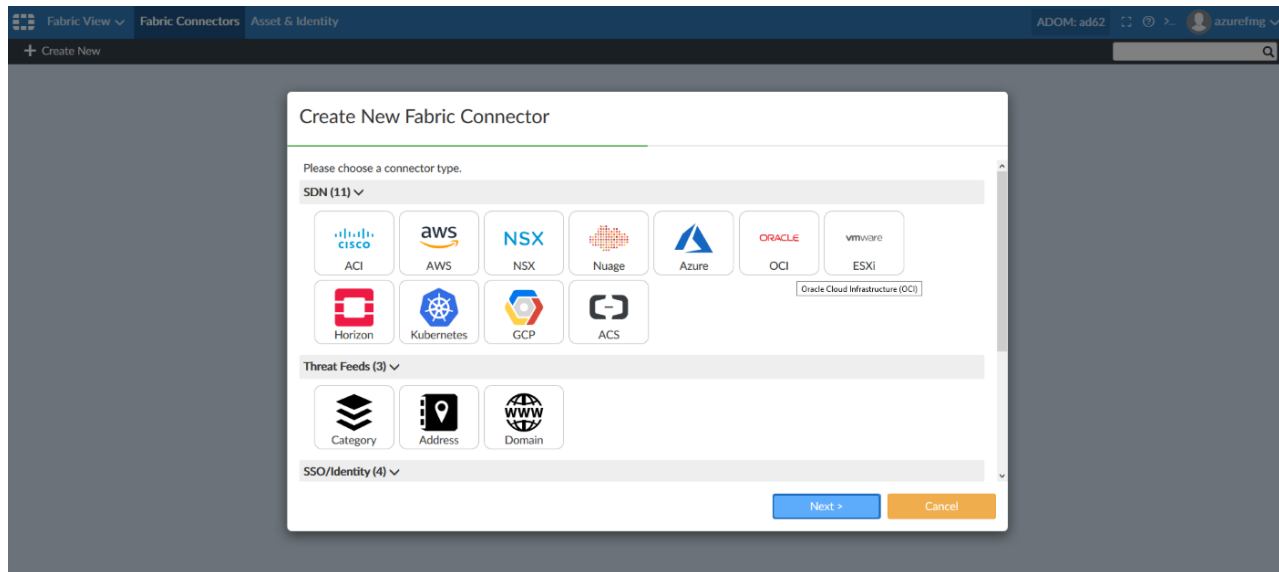 Fabric View Fabric Connectors Asset & Identity ADOM: ad62 azurefmg
Create New
Create New Fabric Connector
Please choose a connector type.
SDN (11)
CISCO aws NSX ORACLE vmware
ACI AWS NSX Nuage Azure OCI ESXi
Oracle Cloud Infrastructure (OCI)
Horizon Kubernetes GCP ACS
Threat Feeds (3)
WWW
Category Address Domain
SSO/Identity (4)
Next > Cancel